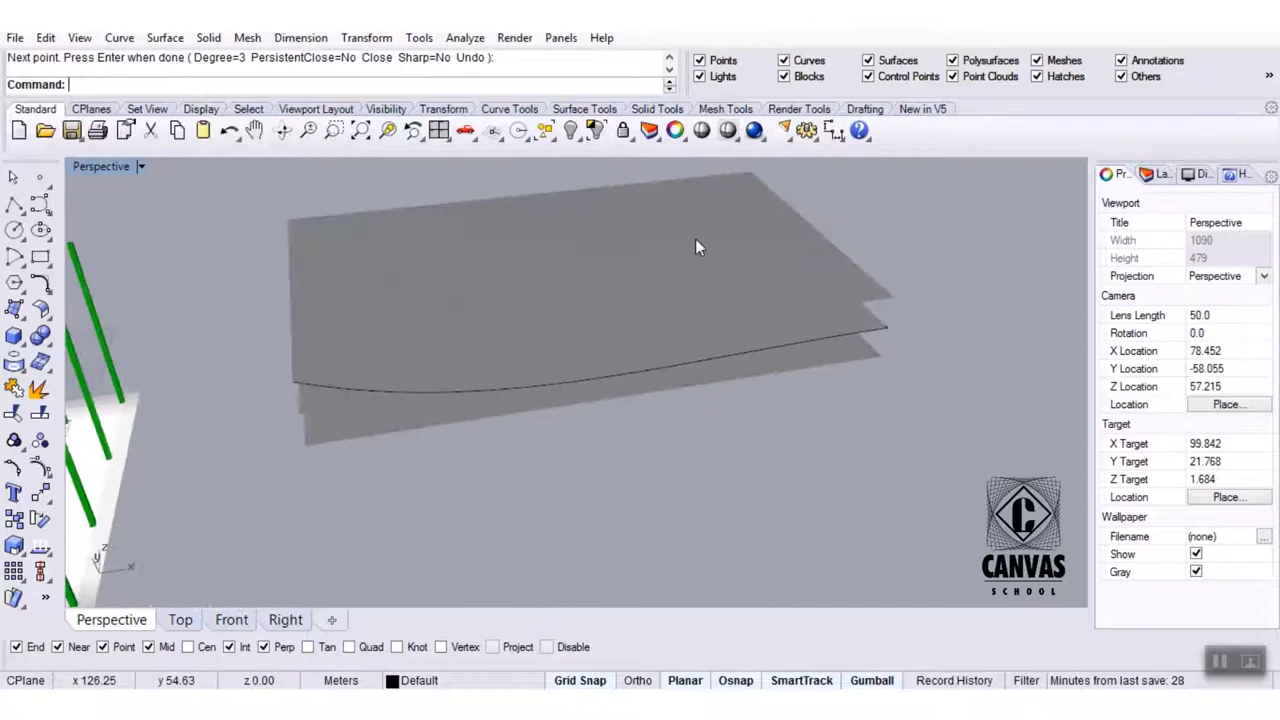 File Edit View Curve Surface Solid Mesh Dimension Transform Tools Analyze Render Panels Help
Next point. Press Enter when done ( Degree=3 PersistentClose=No Close Sharp=No Undo ):
Command:
Points Curves Surfaces Polysurfaces Meshes Annotations
Lights Blocks Control Points Point Clouds Hatches Others
Standard CPlanes Set View Display Select Viewport Layout Visibility Transform Curve Tools Surface Tools Solid Tools Mesh Tools Render Tools Drafting New in V5
Perspective
Pr... La... Di... H...
Viewport
Title Perspective
Width 1090
Height 479
Projection Perspective
Camera
Lens Length 50.0
Rotation 0.0
X Location 78.452
Y Location -58.055
Z Location 57.215
Location Place...
Target
X Target 99.842
Y Target 21.768
Z Target 1.684
Location Place...
Wallpaper
Filename (none) ...
Show
Gray
z
y
x
C
CANVAS
SCHOOL
Perspective Top Front Right
End Near Point Mid Cen Int Perp Tan Quad Knot Vertex Project Disable
CPlane x 126.25 y 54.63 z 0.00 Meters Default Grid Snap Ortho Planar Osnap SmartTrack Gumball Record History Filter Minutes from last save: 28